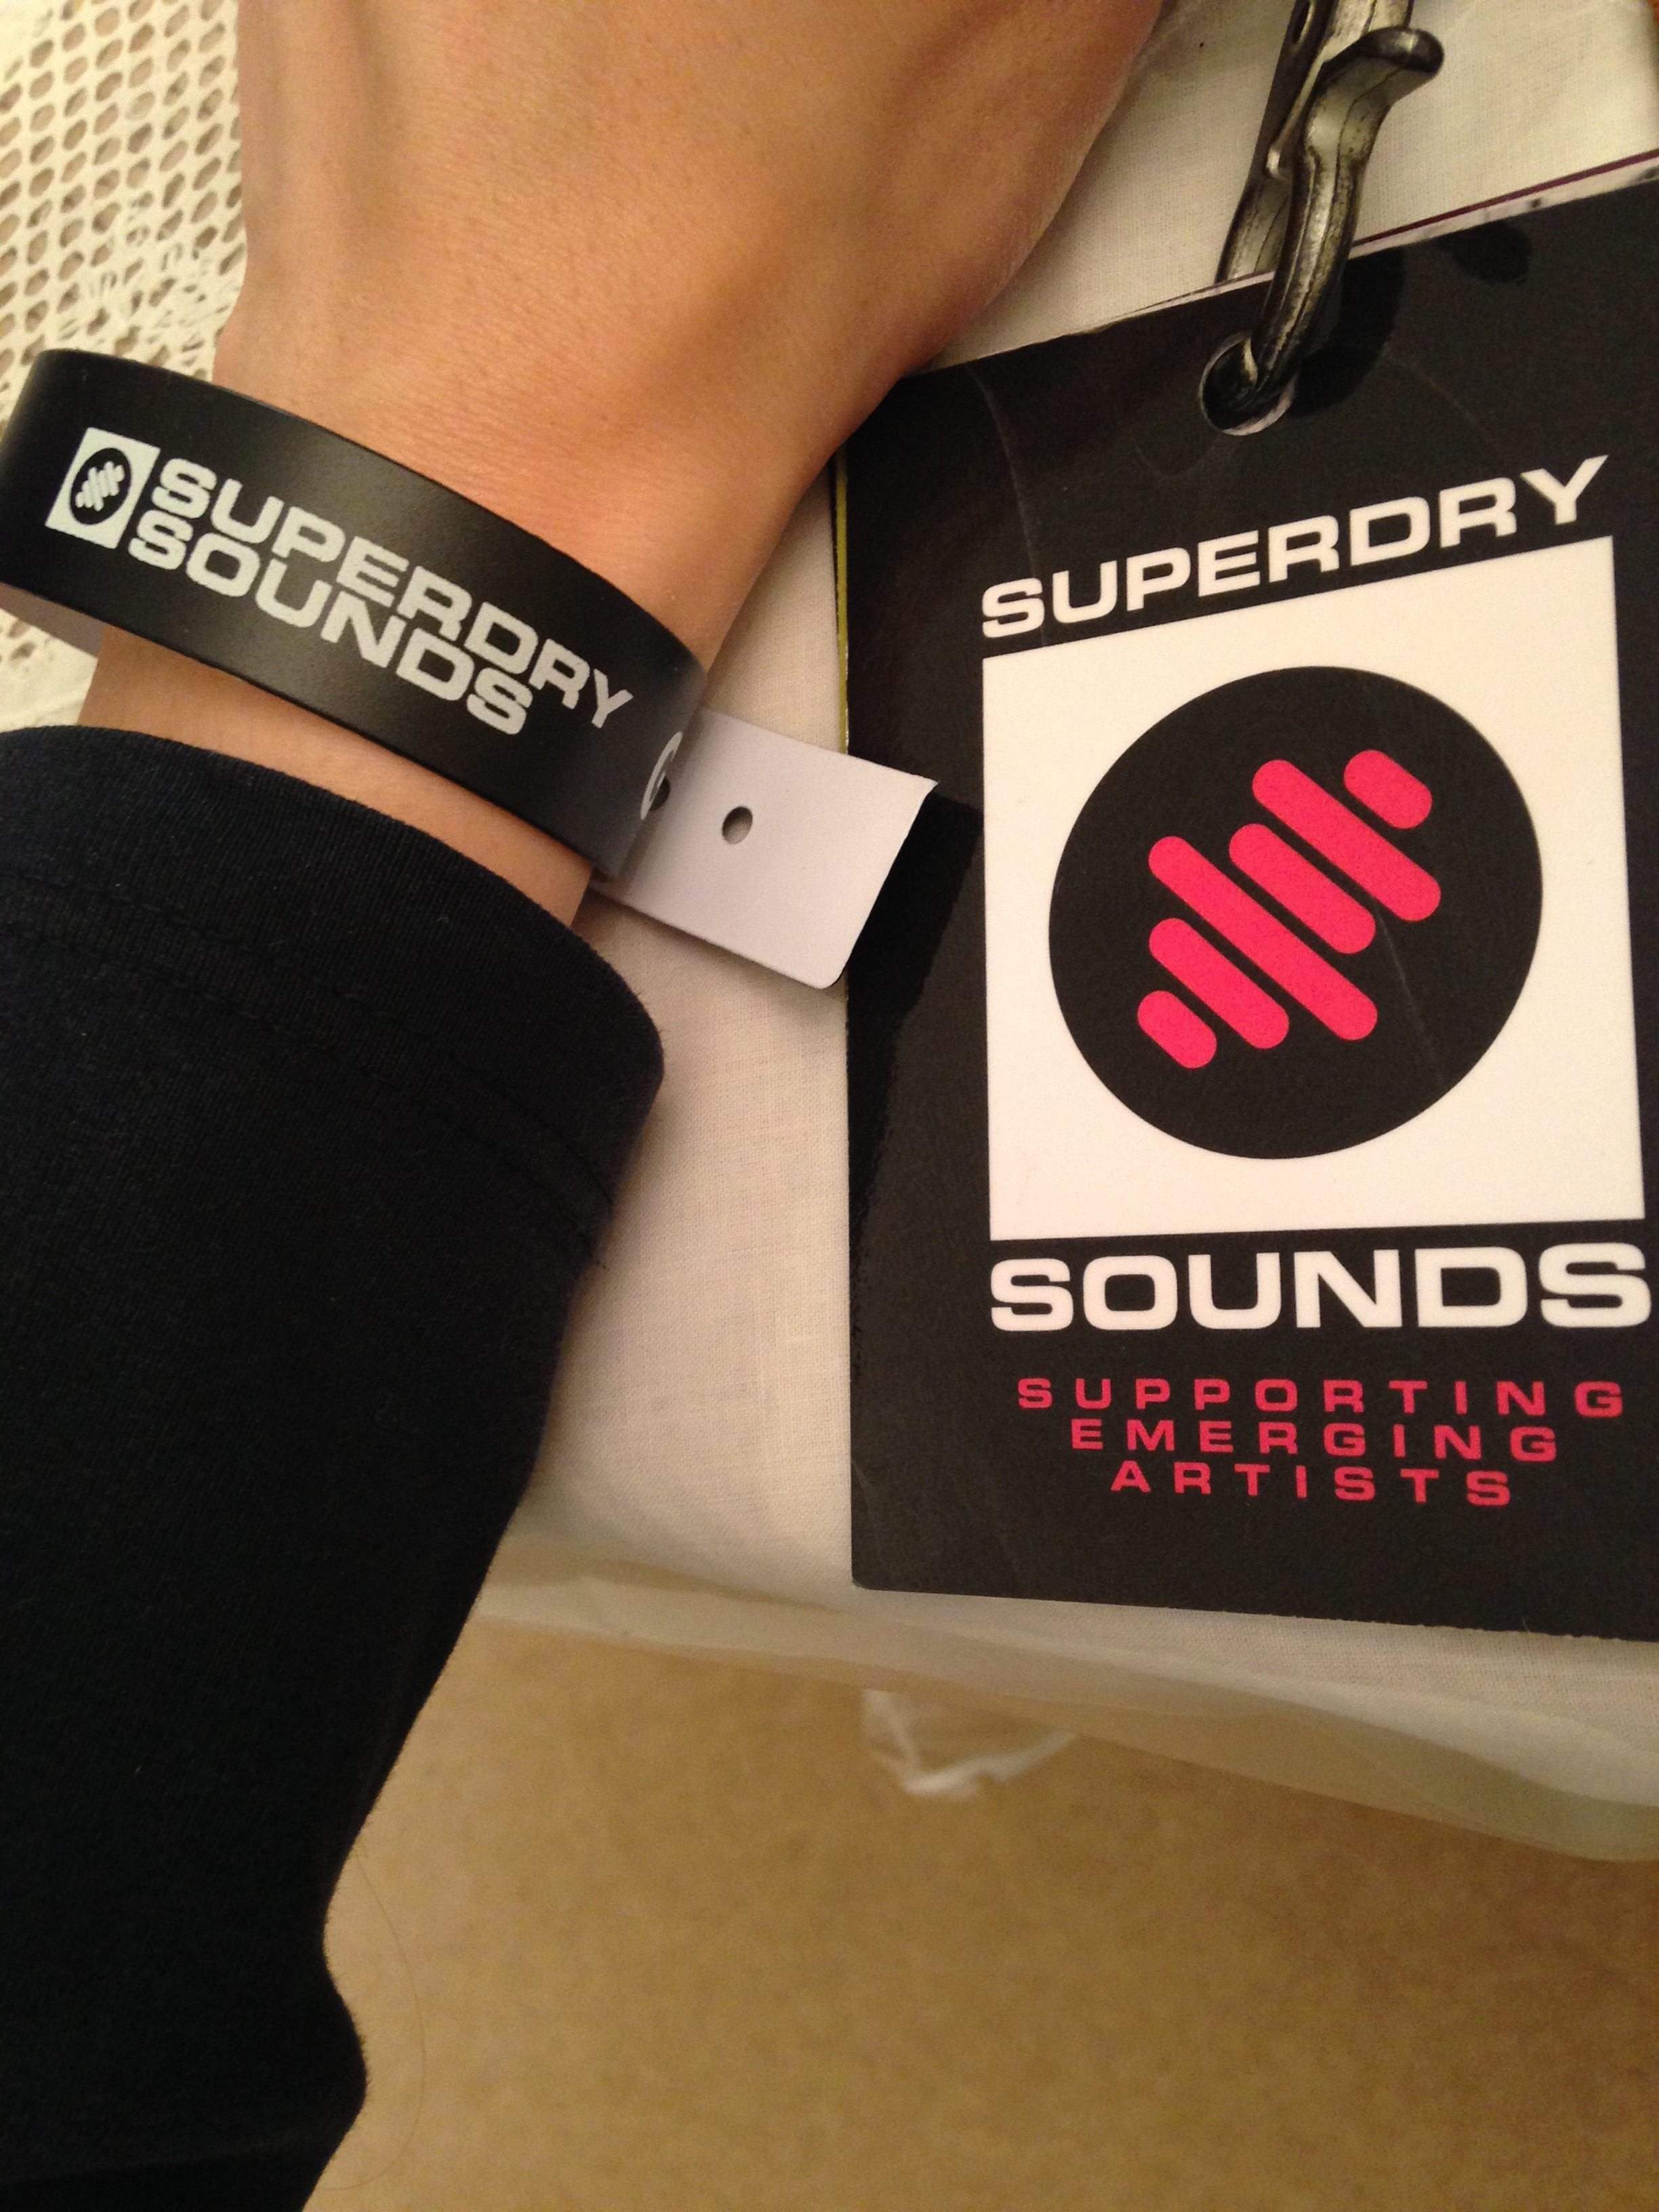 SUPERDRY
SOUNDS
SUPERDRY
SOUNDS
SUPPORTING
EMERGING
ARTISTS